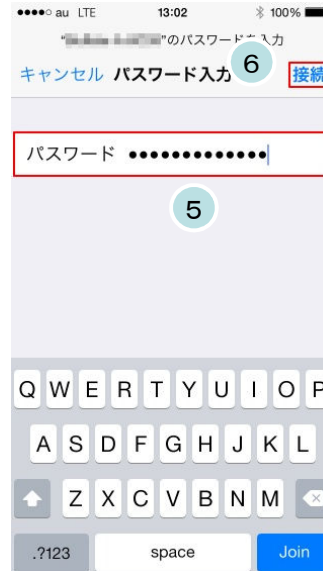 au LTE 13:02 100%
"のパスワードを入力
キャンセル パスワード入力 6 接続
パスワード •••••••••••••
5
Q W E R T Y U I O P
A S D F G H J K L
Z X C V B N M
.?123 space Join